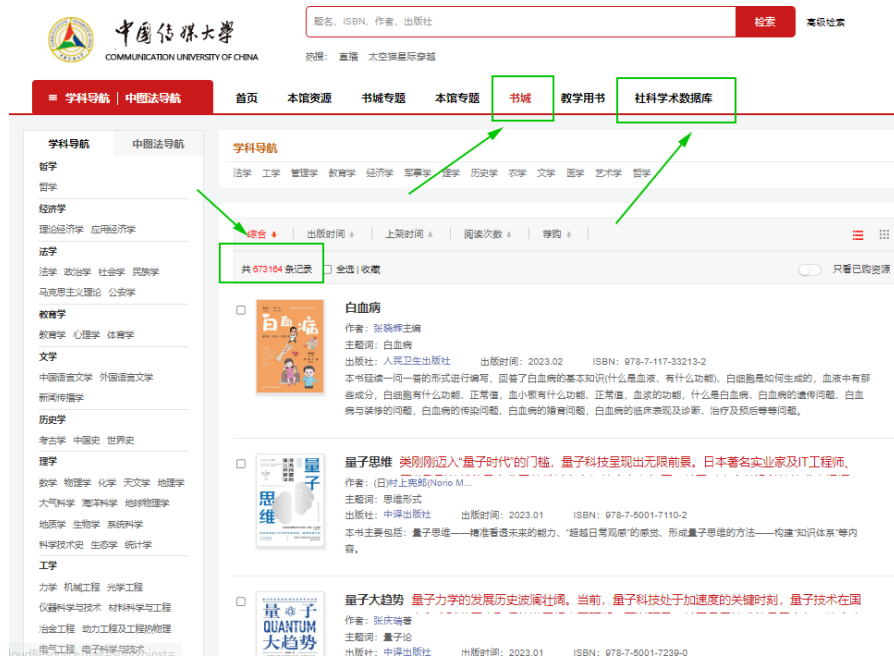 中国传媒大学
COMMUNICATION UNIVERSITY OF CHINA
题名、ISBN、作者、出版社
检索
高级检索
热搜: 直播 太空猫星际穿越
≡ 学科导航 | 中图法导航
首页 本馆资源 书城专题 本馆专题 书城 教学用书 社科学术数据库
学科导航 中图法导航
哲学
哲学
经济学
理论经济学 应用经济学
法学
法学 政治学 社会学 民族学
马克思主义理论 公安学
教育学
教育学 心理学 体育学
文学
中国语言文学 外国语言文学
新闻传播学
历史学
考古学 中国史 世界史
理学
数学 物理学 化学 天文学 地理学
大气科学 海洋科学 地球物理学
地质学 生物学 系统科学
科学技术史 生态学 统计学
工学
力学 机械工程 光学工程
仪器科学与技术 材料科学与工程
冶金工程 动力工程及工程热物理
电气工程 电子科学与技术
学科导航
法学 工学 管理学 教育学 经济学 军事学 理学 历史学 农学 文学 医学 艺术学 哲学
综合 | 出版时间 | 上架时间 | 阅读次数 | 荐购
共 673164 条记录 全选 | 收藏
只看已购资源
白血病
白血病
作者: 张晓辉主编
主题词: 白血病
出版社: 人民卫生出版社 出版时间: 2023.02 ISBN: 978-7-117-33213-2
本书延续一问一答的形式进行编写，回答了白血病的基本知识(什么是血液、有什么功能)、白细胞是如何生成的，血液中有那
些成分，白细胞有什么功能、正常值，血小板有什么功能、正常值，血浆的功能，什么是白血病、白血病的遗传问题、白血
病与装修的问题，白血病的传染问题、白血病的婚育问题，白血病的临床表现及诊断、治疗及预后等等问题。
量子
思维
量子思维 类刚刚迈入“量子时代”的门槛，量子科技呈现出无限前景。日本著名实业家及IT工程师、
作者: (日)村上宪郎(Norio M...
主题词: 思维形式
出版社: 中译出版社 出版时间: 2023.01 ISBN: 978-7-5001-7110-2
本书主要包括: 量子思维——精准看透未来的能力、“超越日常观感”的感觉、形成量子思维的方法——构建“知识体系”等内
容。
量子
QUANTUM
大趋势
量子大趋势 量子力学的发展历史波澜壮阔。当前，量子科技处于加速度的关键时刻，量子技术在国
作者: 张庆瑞著
主题词: 量子论
出版社: 中译出版社 出版时间: 2023.01 ISBN: 978-7-5001-7239-0